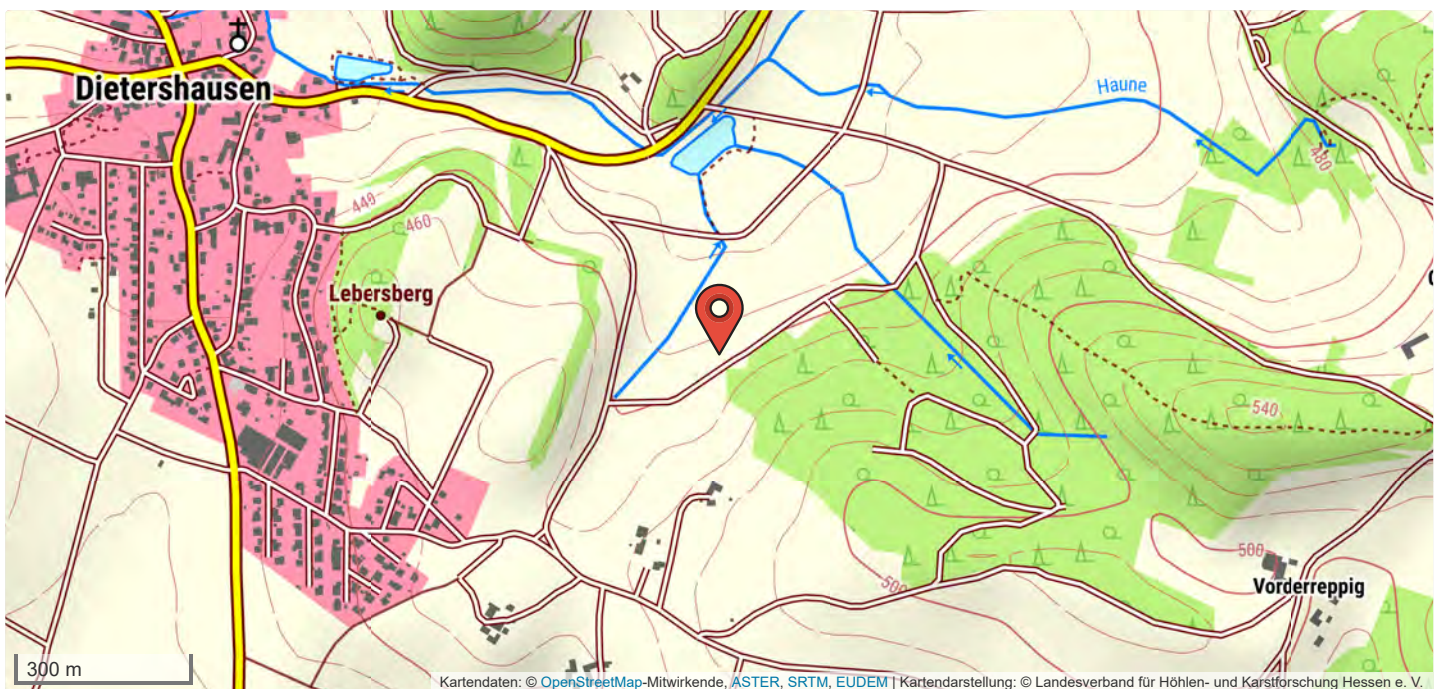 Dietershausen
Haune
480
440
460
Lebersberg
540
500
500
Vorderreppig
300 m
Kartendaten: © OpenStreetMap-Mitwirkende, ASTER, SRTM, EUDEM | Kartendarstellung: © Landesverband für Höhlen- und Karstforschung Hessen e. V.